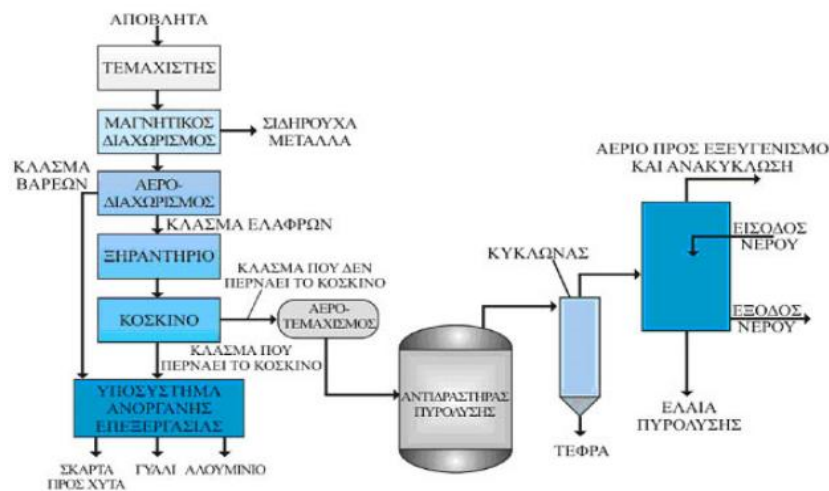 ΑΠΟΒΛΗΤΑ
ΤΕΜΑΧΙΣΤΗΣ
ΜΑΓΝΗΤΙΚΟΣ
ΔΙΑΧΩΡΙΣΜΟΣ
ΣΙΔΗΡΟΥΧΑ
ΜΕΤΑΛΛΑ
ΚΛΑΣΜΑ
ΒΑΡΕΩΝ
ΑΕΡΟ-
ΔΙΑΧΩΡΙΣΜΟΣ
ΚΛΑΣΜΑ ΕΛΑΦΡΩΝ
ΞΗΡΑΝΤΗΡΙΟ
ΚΛΑΣΜΑ ΠΟΥ ΔΕΝ
ΠΕΡΝΑΕΙ ΤΟ ΚΟΣΚΙΝΟ
ΚΟΣΚΙΝΟ
ΑΕΡΟ-
ΤΕΜΑΧΙΣΜΟΣ
ΚΛΑΣΜΑ ΠΟΥ
ΠΕΡΝΑΕΙ ΤΟ ΚΟΣΚΙΝΟ
ΥΠΟΣΥΣΤΗΜΑ
ΑΝΟΡΓΑΝΗΣ
ΕΠΕΞΕΡΓΑΣΙΑΣ
ΣΚΑΡΤΑ
ΠΡΟΣ ΧΥΤΑ
ΓΥΑΛΙ
ΑΛΟΥΜΙΝΙΟ
ΑΝΤΙΔΡΑΣΤΗΡΑΣ
ΠΥΡΟΛΥΣΗΣ
ΚΥΚΛΩΝΑΣ
ΤΕΦΡΑ
ΑΕΡΙΟ ΠΡΟΣ ΕΞΕΥΓΕΝΙΣΜΟ
ΚΑΙ ΑΝΑΚΥΚΛΩΣΗ
ΕΙΣΟΔΟΣ
ΝΕΡΟΥ
ΕΞΟΔΟΣ
ΝΕΡΟΥ
ΕΛΑΙΑ
ΠΥΡΟΛΥΣΗΣ